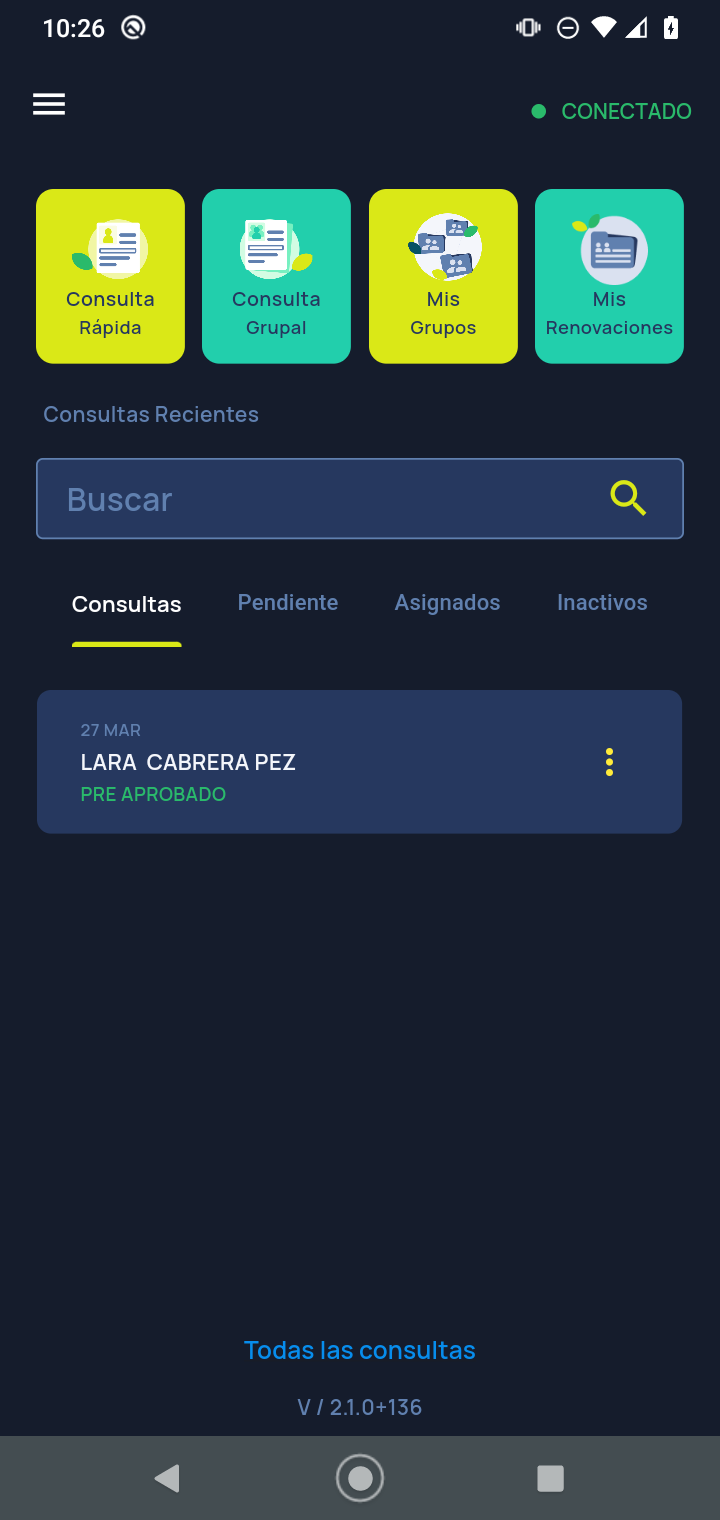 10:26
CONECTADO
Consulta
Rápida
Consulta
Grupal
Mis
Grupos
Mis
Renovaciones
Consultas Recientes
Buscar
Consultas
Pendiente
Asignados
Inactivos
27 MAR
LARA  CABRERA PEZ
PRE APROBADO
Todas las consultas
V / 2.1.0+136